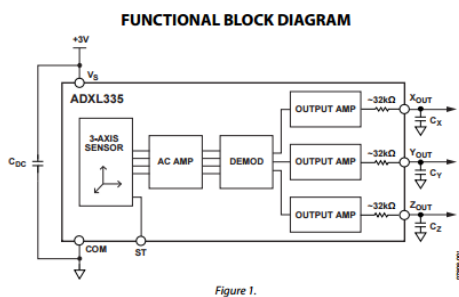 FUNCTIONAL BLOCK DIAGRAM
+3V
VS
ADXL335
3-AXIS
SENSOR
AC AMP
DEMOD
OUTPUT AMP
~32kΩ
XOUT
CX
OUTPUT AMP
~32kΩ
YOUT
CY
OUTPUT AMP
~32kΩ
ZOUT
CZ
CDC
COM
ST
Figure 1.